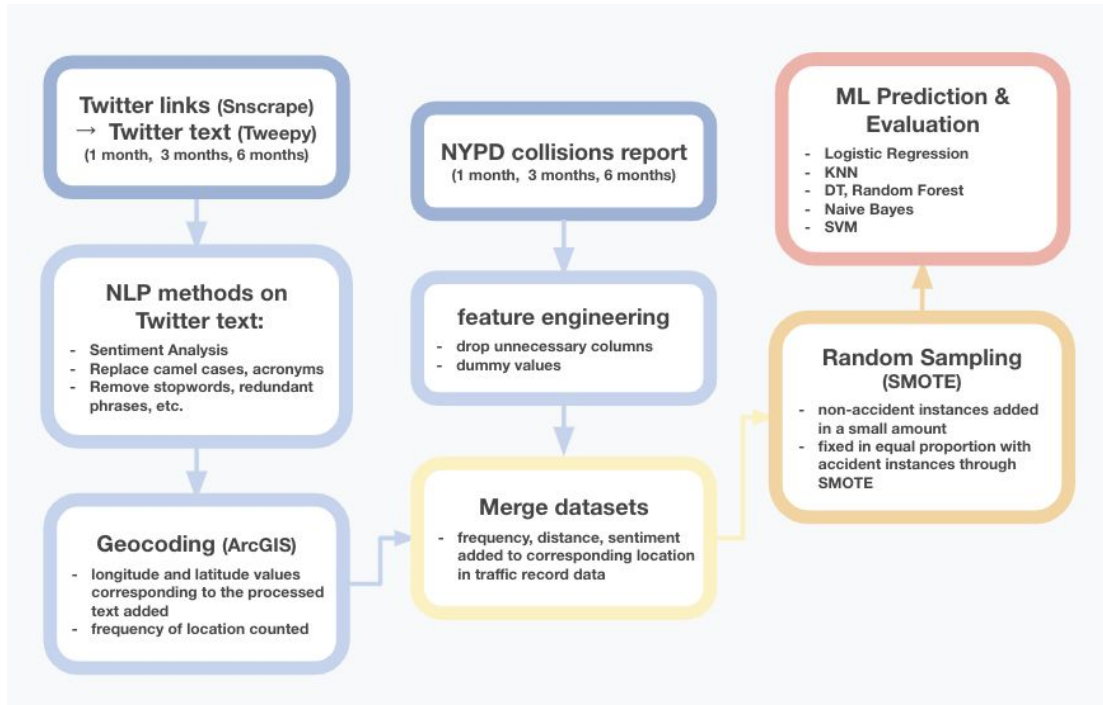 Twitter links (Snscrape)
→ Twitter text (Tweepy)
(1 month, 3 months, 6 months)
NLP methods on
Twitter text:
- Sentiment Analysis
- Replace camel cases, acronyms
- Remove stopwords, redundant
phrases, etc.
Geocoding (ArcGIS)
- longitude and latitude values
corresponding to the processed
text added
- frequency of location counted
NYPD collisions report
(1 month, 3 months, 6 months)
feature engineering
- drop unnecessary columns
- dummy values
Merge datasets
- frequency, distance, sentiment
added to corresponding location
in traffic record data
Random Sampling
(SMOTE)
- non-accident instances added
in a small amount
- fixed in equal proportion with
accident instances through
SMOTE
ML Prediction &
Evaluation
- Logistic Regression
- KNN
- DT, Random Forest
- Naive Bayes
- SVM